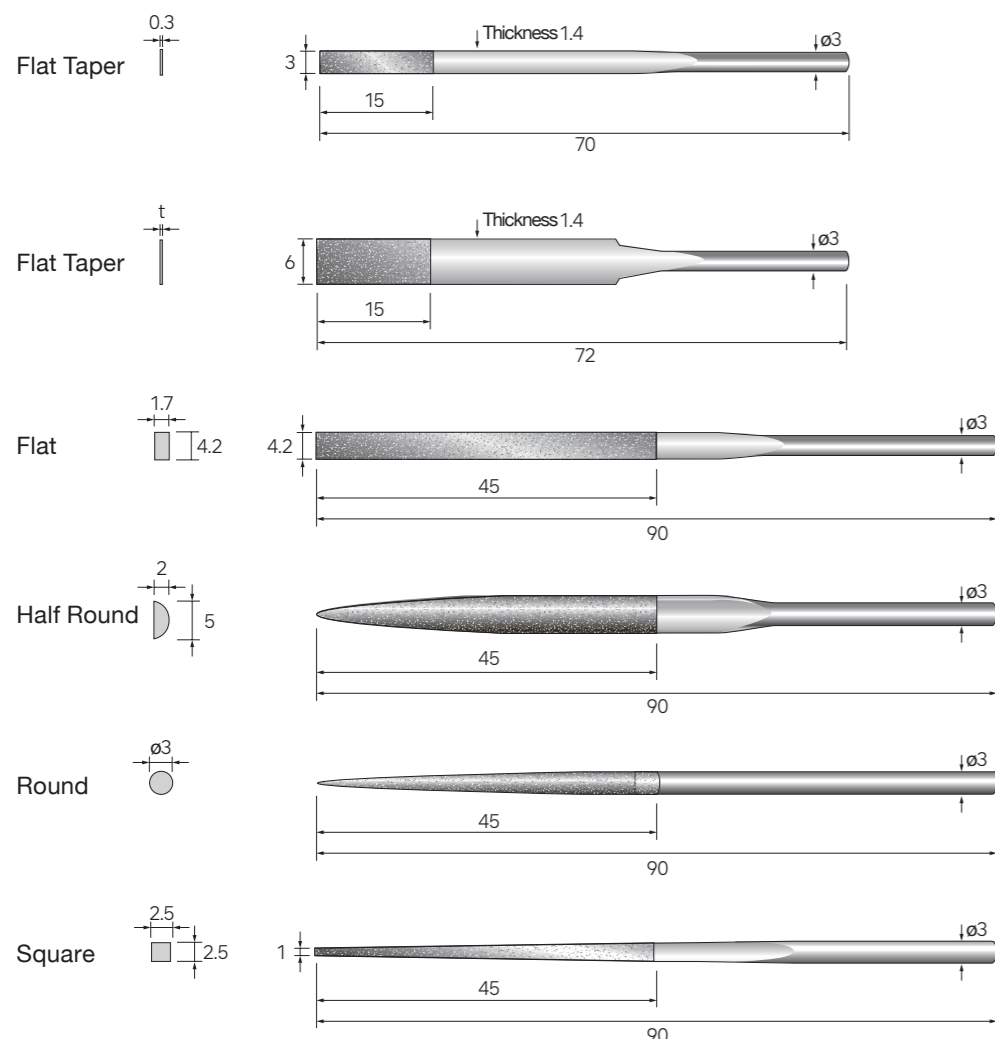 0.3
Thickness 1.4
ø3
Flat Taper
3
15
70
t
Thickness 1.4
ø3
Flat Taper
6
15
72
1.7
ø3
Flat
4.2
4.2
45
90
2
ø3
Half Round
5
45
90
ø3
ø3
Round
45
90
2.5
ø3
Square
2.5
1
45
90